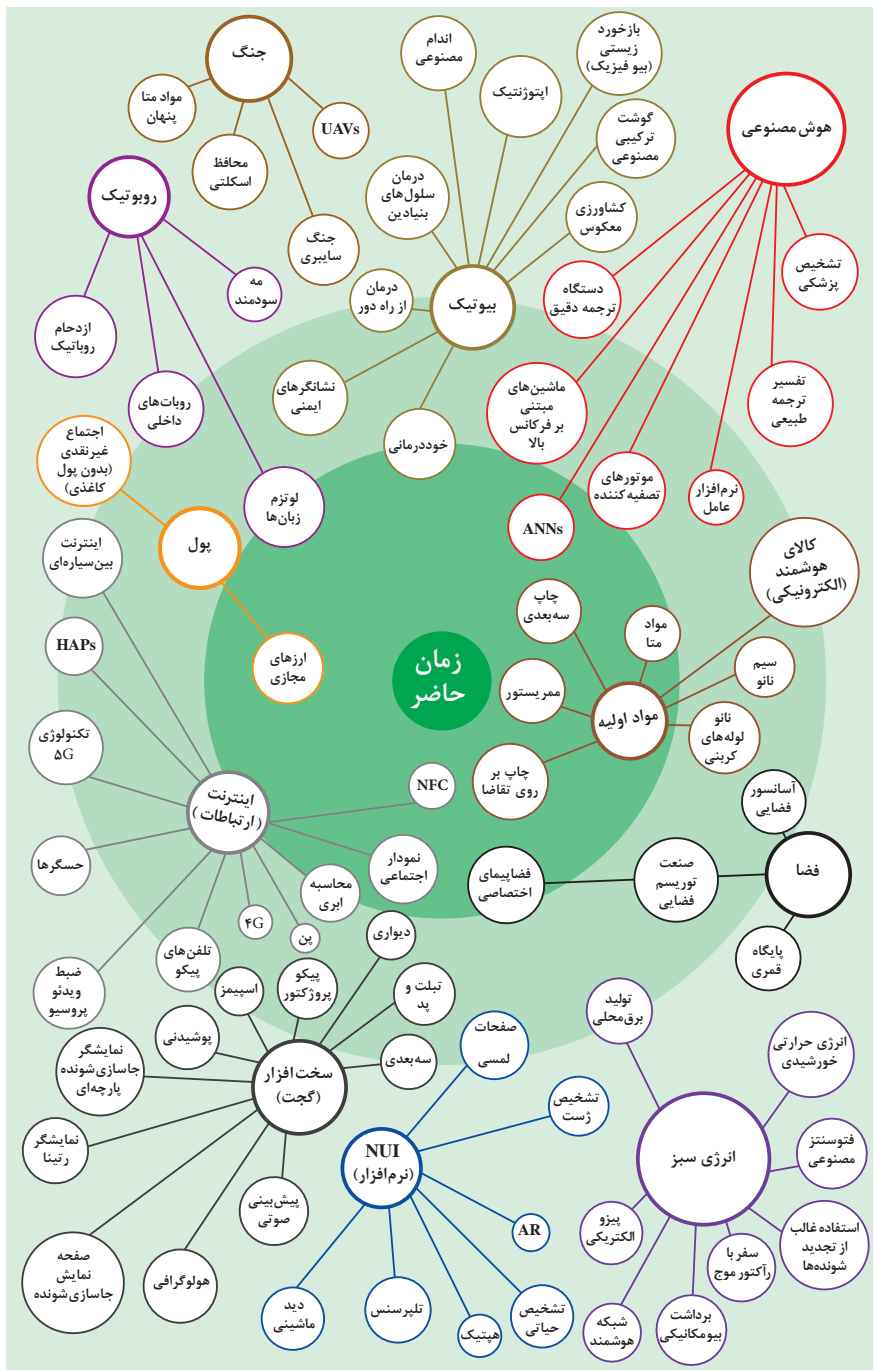 جنگ
مواد متا
پنهان
محافظ
اسکلتی
جنگ
سایبری
UAVs
روبوتیک
مه
سودمند
ازدحام
روباتیک
روبات‌های
داخلی
لوتزم
زبان‌ها
بیوتیک
اندام
مصنوعی
اپتوژنتیک
بازخورد
زیستی
(بیو فیزیک)
گوشت
ترکیبی
مصنوعی
کشاورزی
معکوس
درمان
سلول‌های
بنیادین
درمان
از راه دور
نشانگرهای
ایمنی
خوددرمانی
هوش مصنوعی
تشخیص
پزشکی
دستگاه
ترجمه دقیق
تفسیر
ترجمه
طبیعی
ماشین‌های
مبتنی
بر فرکانس
بالا
موتورهای
تصفیه کننده
نرم‌افزار
عامل
ANNs
پول
اجتماع
غیرنقدی
(بدون پول
کاغذی)
ارزهای
مجازی
زمان
حاضر
مواد اولیه
کالای
هوشمند
(الکترونیکی)
چاپ
سه‌بعدی
مواد
متا
سیم
نانو
ممریستور
نانو
لوله‌های
کربنی
چاپ بر
روی تقاضا
اینترنت
(ارتباطات)
اینترنت
بین‌سیاره‌ای
HAPs
تکنولوژی
۵G
حسگرها
ضبط
ویدئو
پروسیو
تلفن‌های
پیکو
۴G
پن
محاسبه
ابری
نمودار
اجتماعی
NFC
فضا
آسانسور
فضایی
صنعت
توریسم
فضایی
فضاپیمای
اختصاصی
پایگاه
قمری
سخت‌افزار
(گجت)
دیواری
پیکو
پروژکتور
اسپیمز
تبلت و
پد
پوشیدنی
سه‌بعدی
نمایشگر
جاسازی‌شونده
پارچه‌ای
نمایشگر
رتینا
پیش‌بینی
صوتی
هولوگرافی
صفحه
نمایش
جاسازی‌شونده
NUI
(نرم‌افزار)
صفحات
لمسی
تشخیص
ژست
AR
تشخیص
حیاتی
هپتیک
تلپرسنس
دید
ماشینی
انرژی سبز
تولید
برق‌محلی
انرژی حرارتی
خورشیدی
فتوسنتز
مصنوعی
استفاده غالب
از تجدید
شونده‌ها
سفر با
رآکتور موج
برداشت
بیومکانیکی
شبکه
هوشمند
پیزو
الکتریکی